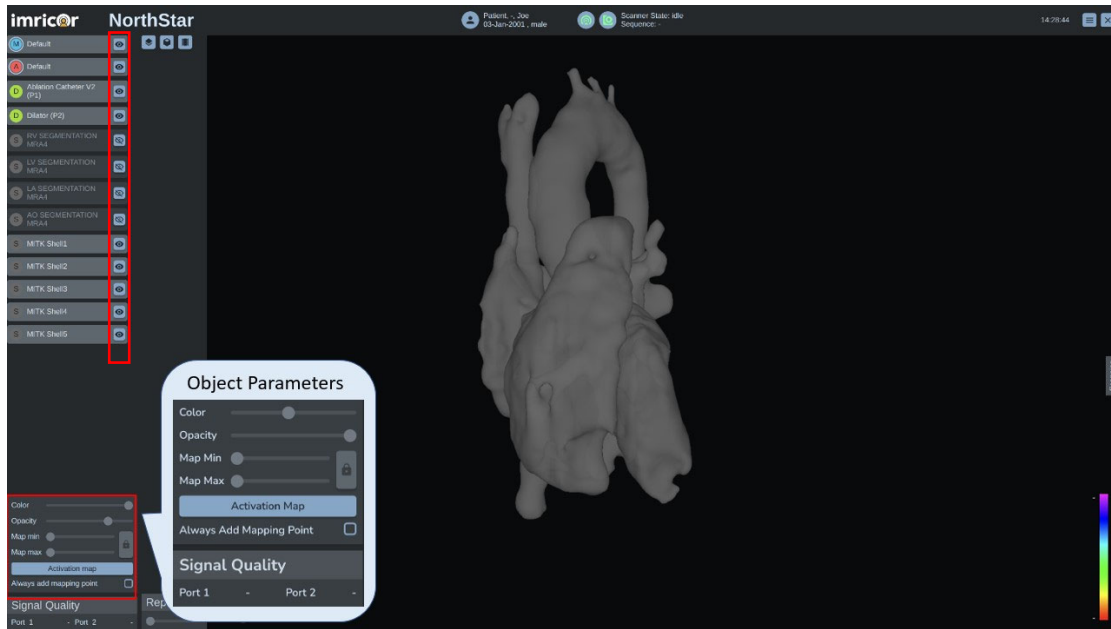 imricor NorthStar
Patient: -, Joe
03-Jan-2001 , male
Scanner State: idle
Sequence: -
14:28:44
M Default
A Default
D Ablation Catheter V2
(P1)
D Dilator (P2)
S RV SEGMENTATION
MRA4
S LV SEGMENTATION
MRA4
S LA SEGMENTATION
MRA4
S AO SEGMENTATION
MRA4
S MITK Shell1
S MITK Shell2
S MITK Shell3
S MITK Shell4
S MITK Shell5
Object Parameters
Color
Opacity
Map Min
Map Max
Activation Map
Always Add Mapping Point
Signal Quality
Port 1 - Port 2 -
Color
Opacity
Map min
Map max
Activation map
Always add mapping point
Signal Quality
Port 1 - Port 2 -